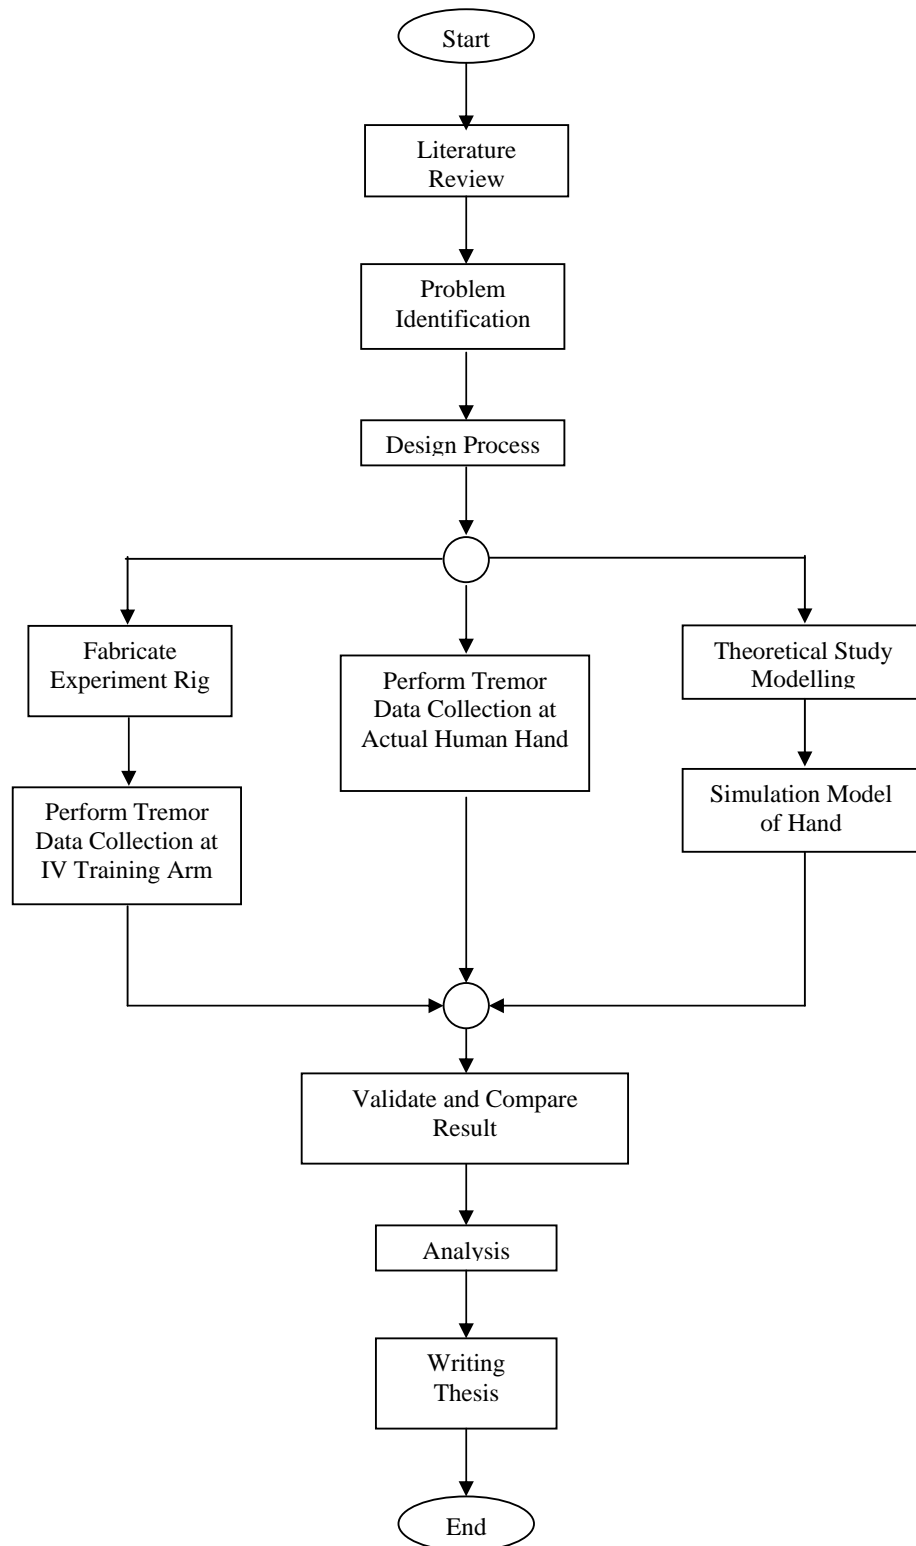 Start
Literature
Review
Problem
Identification
Design Process
Fabricate
Experiment Rig
Perform Tremor
Data Collection at
IV Training Arm
Perform Tremor
Data Collection at
Actual Human Hand
Theoretical Study
Modelling
Simulation Model
of Hand
Validate and Compare
Result
Analysis
Writing
Thesis
End